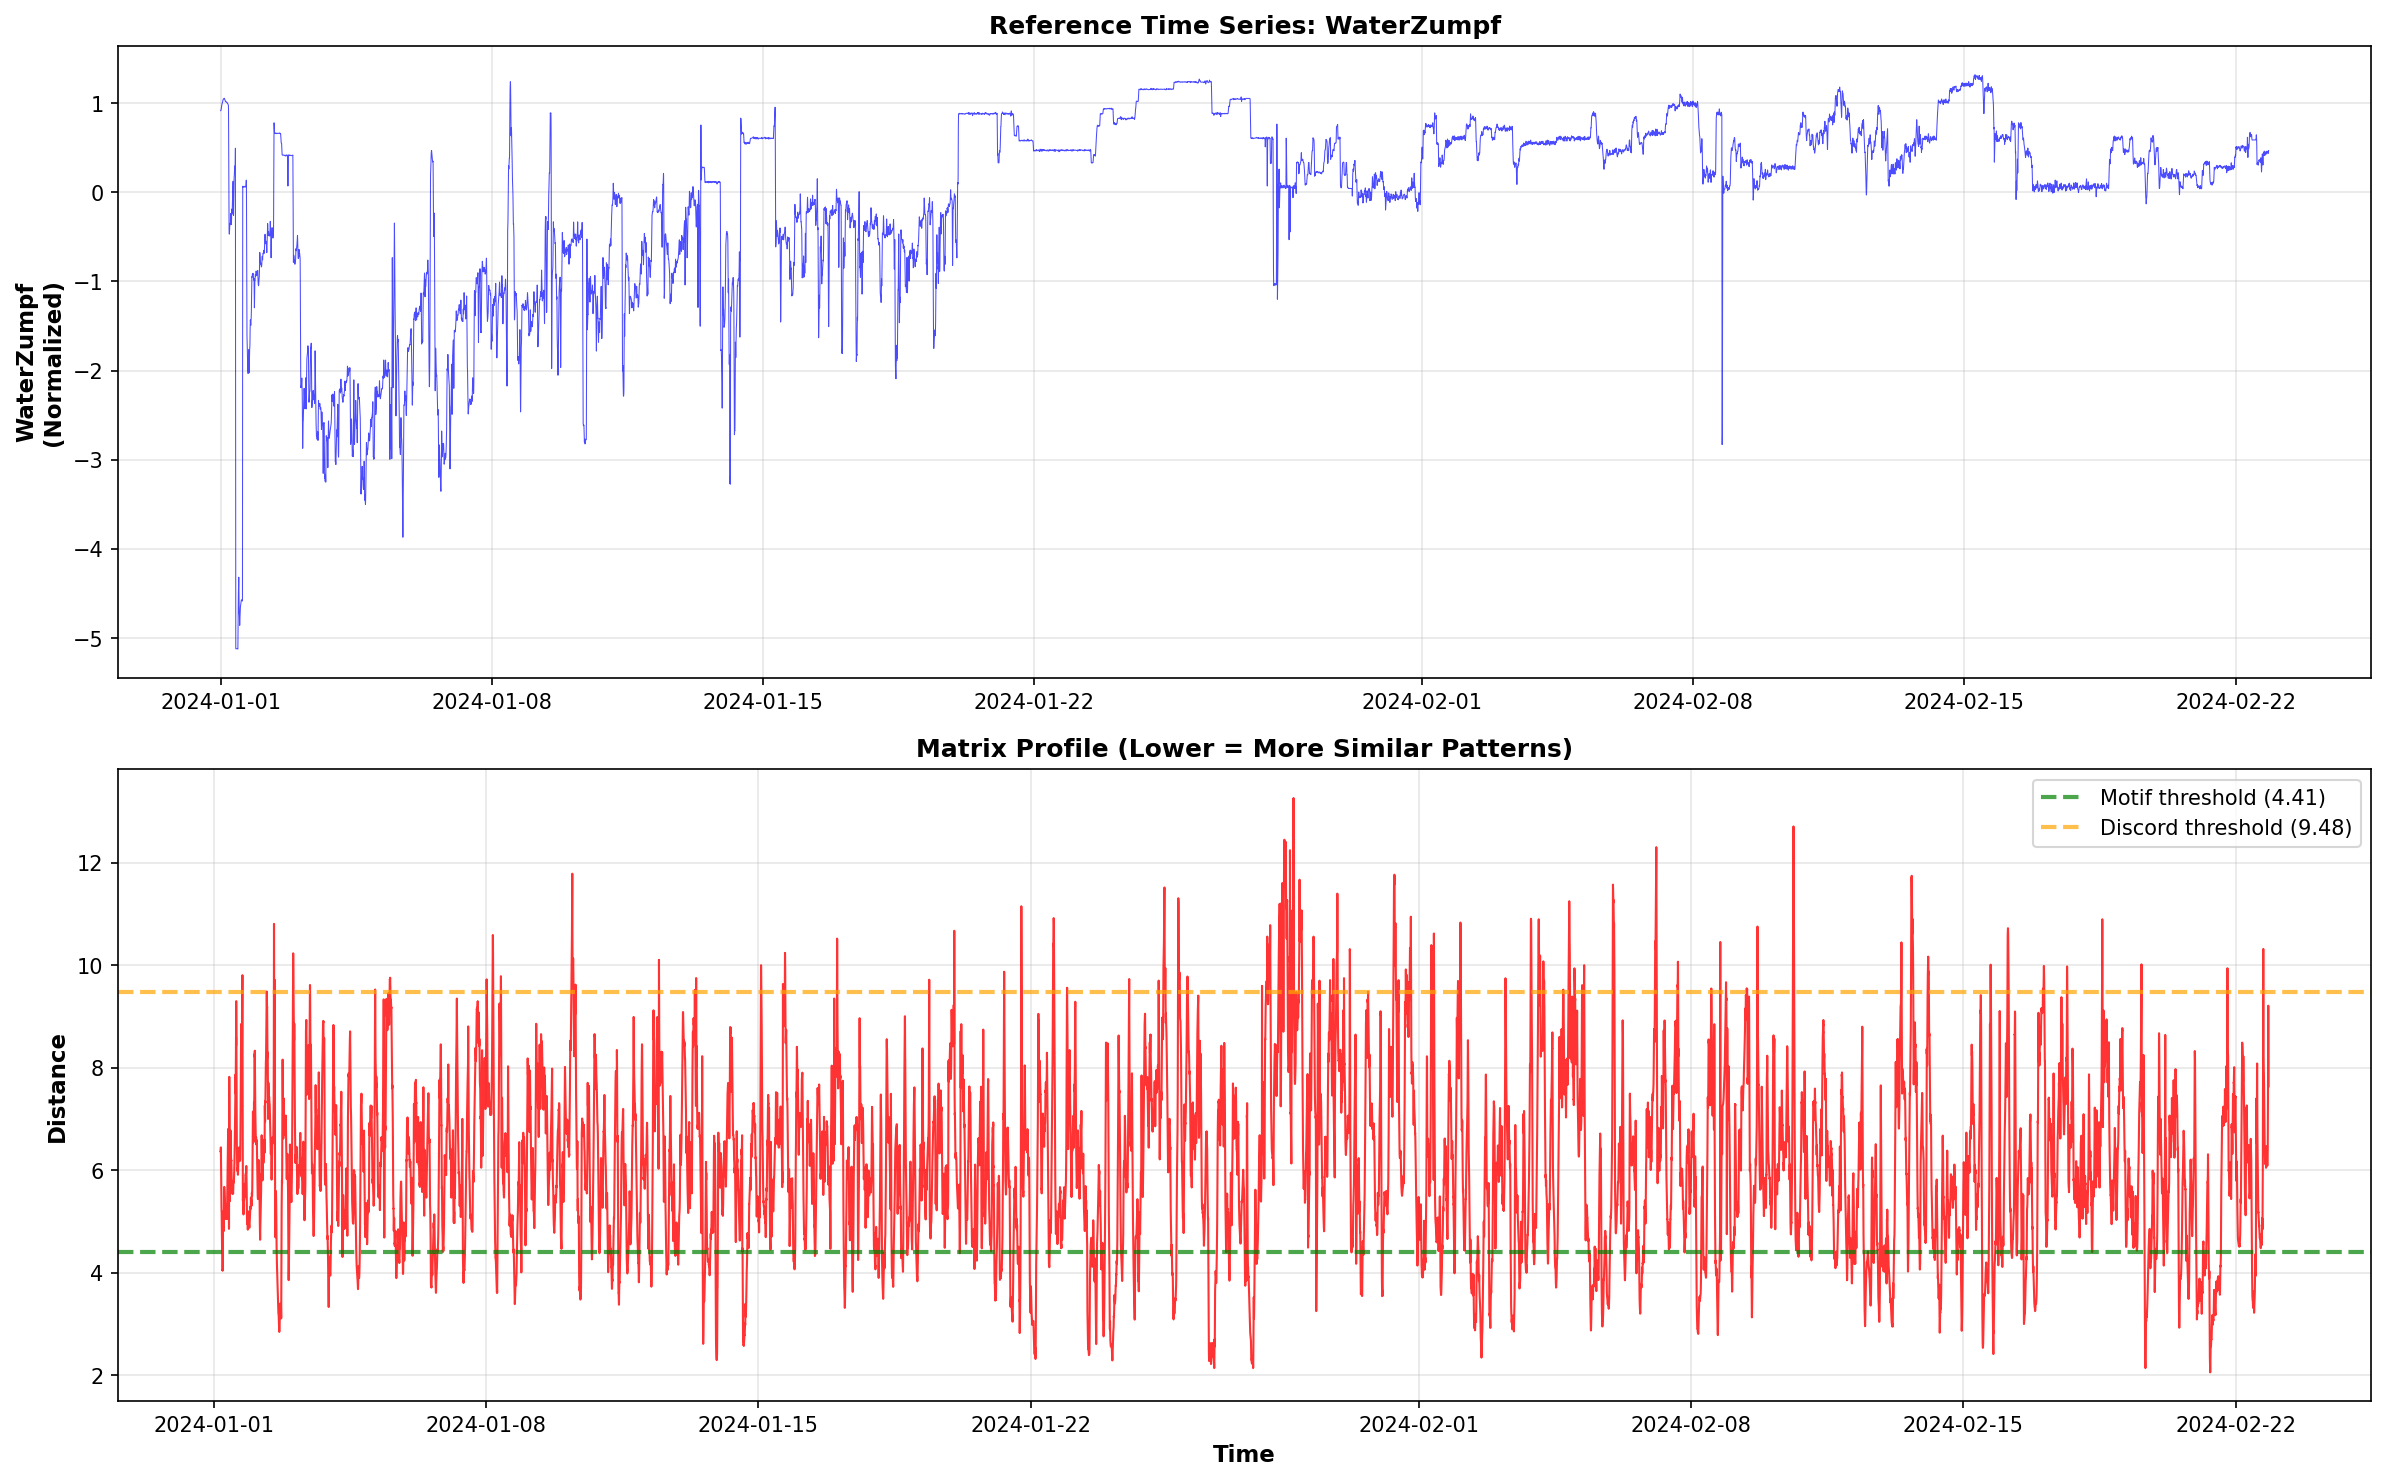 Reference Time Series: WaterZumpf
WaterZumpf
(Normalized)
1
0
−1
−2
−3
−4
−5
2024-01-01 2024-01-08 2024-01-15 2024-01-22 2024-02-01 2024-02-08 2024-02-15 2024-02-22
Matrix Profile (Lower = More Similar Patterns)
Motif threshold (4.41)
Discord threshold (9.48)
Distance
12
10
8
6
4
2
2024-01-01 2024-01-08 2024-01-15 2024-01-22 2024-02-01 2024-02-08 2024-02-15 2024-02-22
Time